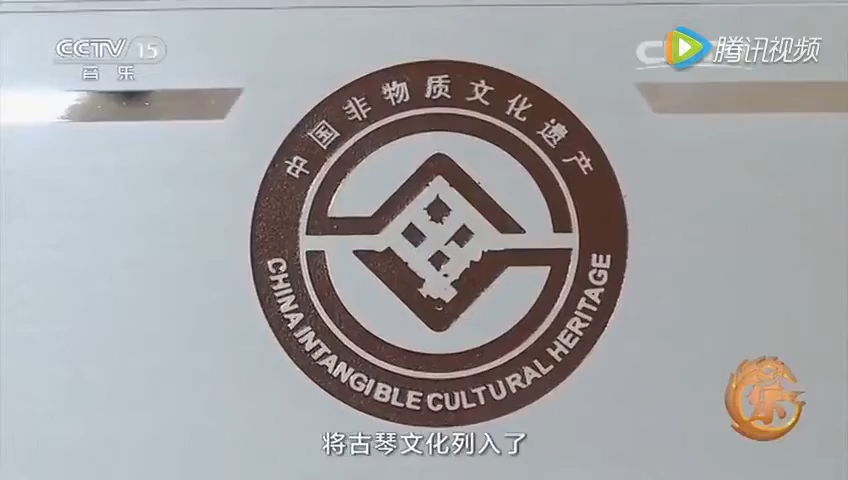 CCTV 15
音乐
腾讯视频
中国非物质文化遗产
CHINA INTANGIBLE CULTURAL HERITAGE
乐
将古琴文化列入了